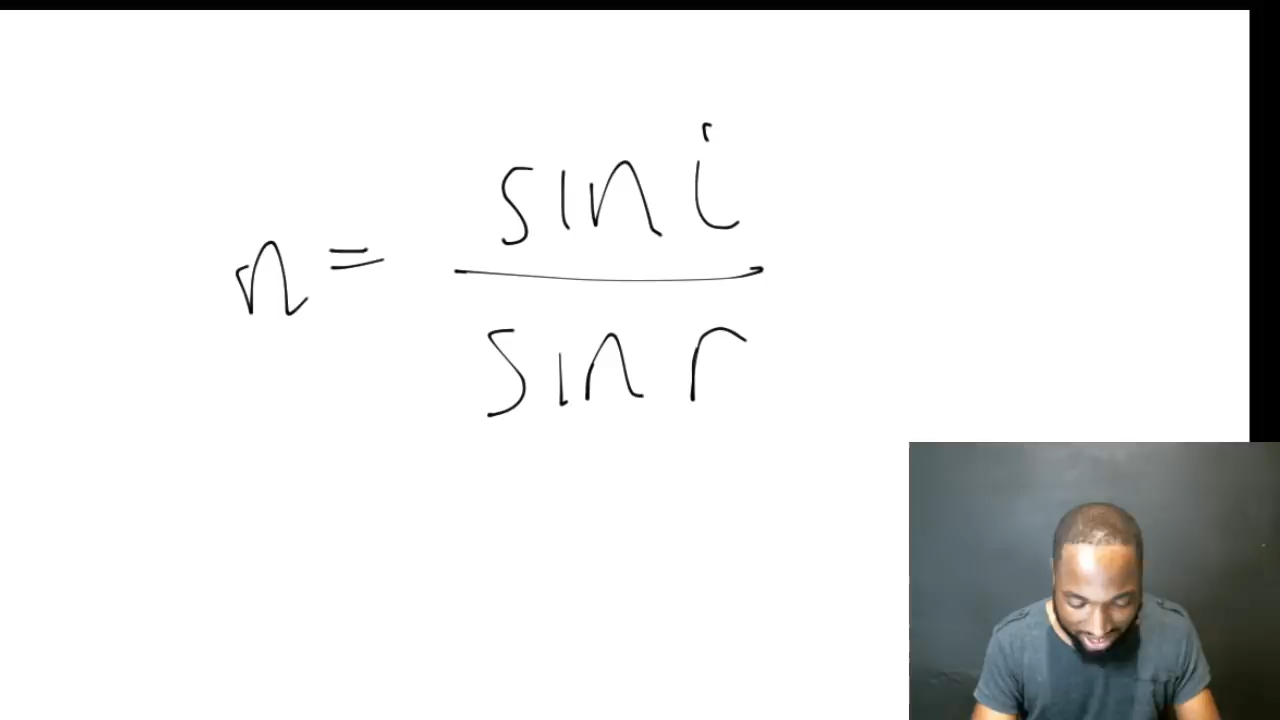 n = sin i
sin r